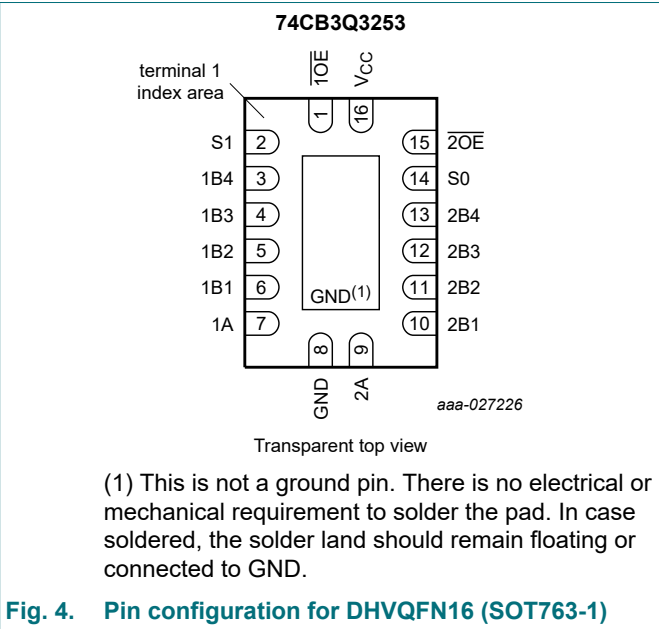 74CB3Q3253
terminal 1
index area
1OE
VCC
1
16
S1 2
15 2OE
1B4 3
14 S0
1B3 4
13 2B4
1B2 5
12 2B3
1B1 6
11 2B2
1A 7
10 2B1
GND(1)
8
9
GND
2A
aaa-027226
Transparent top view
(1) This is not a ground pin. There is no electrical or
mechanical requirement to solder the pad. In case
soldered, the solder land should remain floating or
connected to GND.
Fig. 4. Pin configuration for DHVQFN16 (SOT763-1)